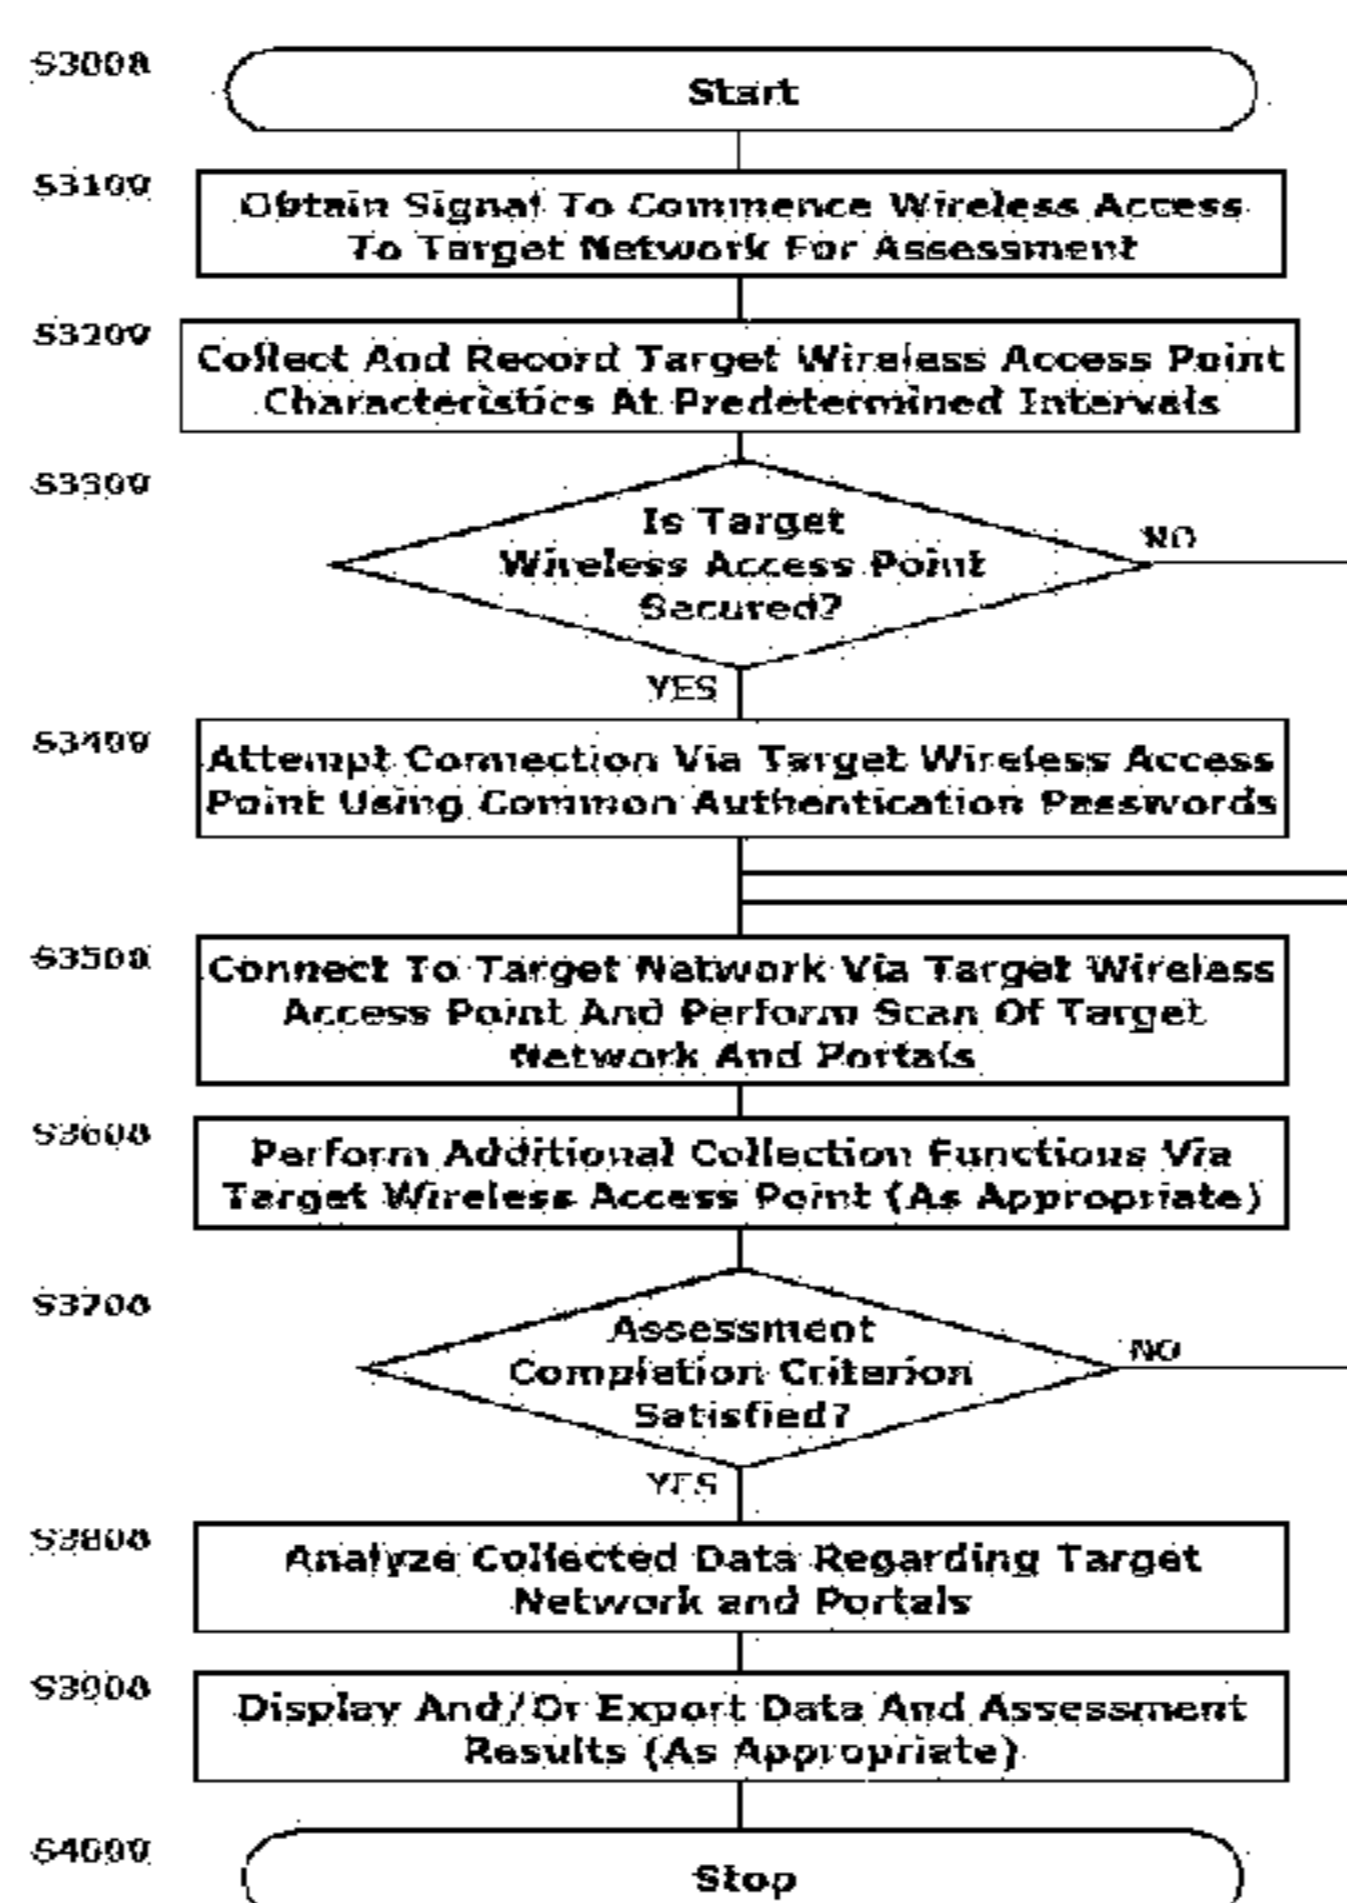 S3000
Start
S3100
Obtain Signal To Commence Wireless Access
To Target Network For Assessment
S3200
Collect And Record Target Wireless Access Point
Characteristics At Predetermined Intervals
S3300
Is Target
Wireless Access Point
Secured?
NO
YES
S3400
Attempt Connection Via Target Wireless Access
Point Using Common Authentication Passwords
S3500
Connect To Target Network Via Target Wireless
Access Point And Perform Scan Of Target
Network And Portals
S3600
Perform Additional Collection Functions Via
Target Wireless Access Point (As Appropriate)
S3700
Assessment
Completion Criterion
Satisfied?
NO
YES
S3800
Analyze Collected Data Regarding Target
Network and Portals
S3900
Display And/Or Export Data And Assessment
Results (As Appropriate)
S4000
Stop